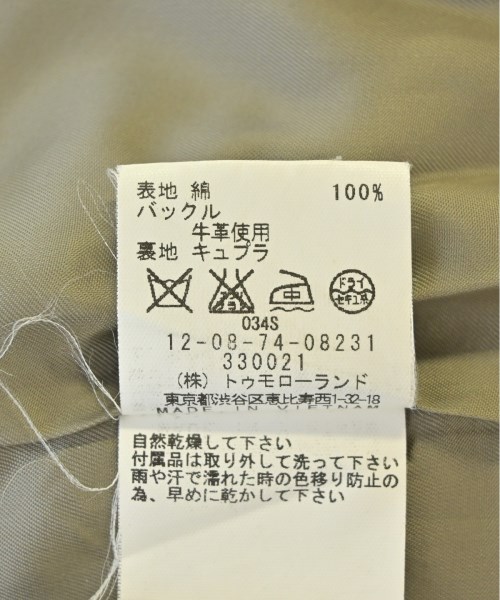 表地 綿 100%
バックル
牛革使用
裏地 キュプラ
中 ドライ セキユ系
034S
12-08-74-08231
330021
(株) トゥモローランド
東京都渋谷区恵比寿西1-32-18
MADE IN VIETNAM
自然乾燥して下さい
付属品は取り外して洗って下さい
雨や汗で濡れた時の色移り防止の
為、早めに乾かして下さい